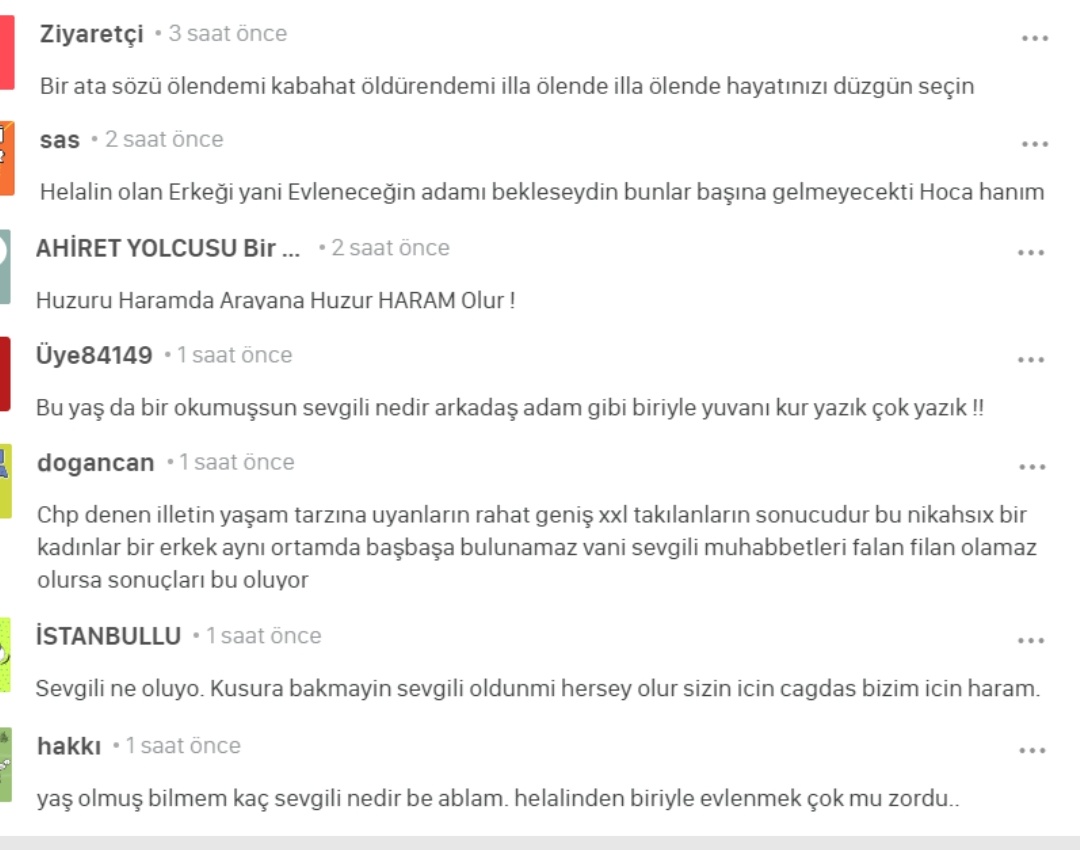 Ziyaretçi • 3 saat önce
Bir ata sözü ölendemi kabahat öldürendemi illa ölende illa ölende hayatınızı düzgün seçin
sas • 2 saat önce
Helalin olan Erkeği yani Evleneceğin adamı bekleseydin bunlar başına gelmeyecekti Hoca hanım
AHİRET YOLCUSU Bir ... • 2 saat önce
Huzuru Haramda Arayana Huzur HARAM Olur !
Üye84149 • 1 saat önce
Bu yaş da bir okumuşsun sevgili nedir arkadaş adam gibi biriyle yuvanı kur yazık çok yazık !!
dogancan • 1 saat önce
Chp denen illetin yaşam tarzına uyanların rahat geniş xxl takılanların sonucudur bu nikahsıx bir
kadınlar bir erkek aynı ortamda başbaşa bulunamaz yani sevgili muhabbetleri falan filan olamaz
olursa sonuçları bu oluyor
İSTANBULLU • 1 saat önce
Sevgili ne oluyo. Kusura bakmayin sevgili oldunmi hersey olur sizin icin cagdas bizim icin haram.
hakkı • 1 saat önce
yaş olmuş bilmem kaç sevgili nedir be ablam. helalinden biriyle evlenmek çok mu zordu..